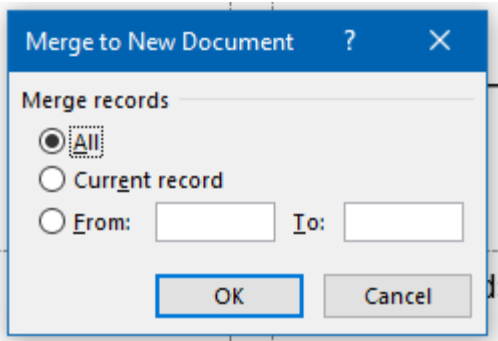 Merge to New Document ? ×
Merge records
All
Current record
From: To:
OK Cancel